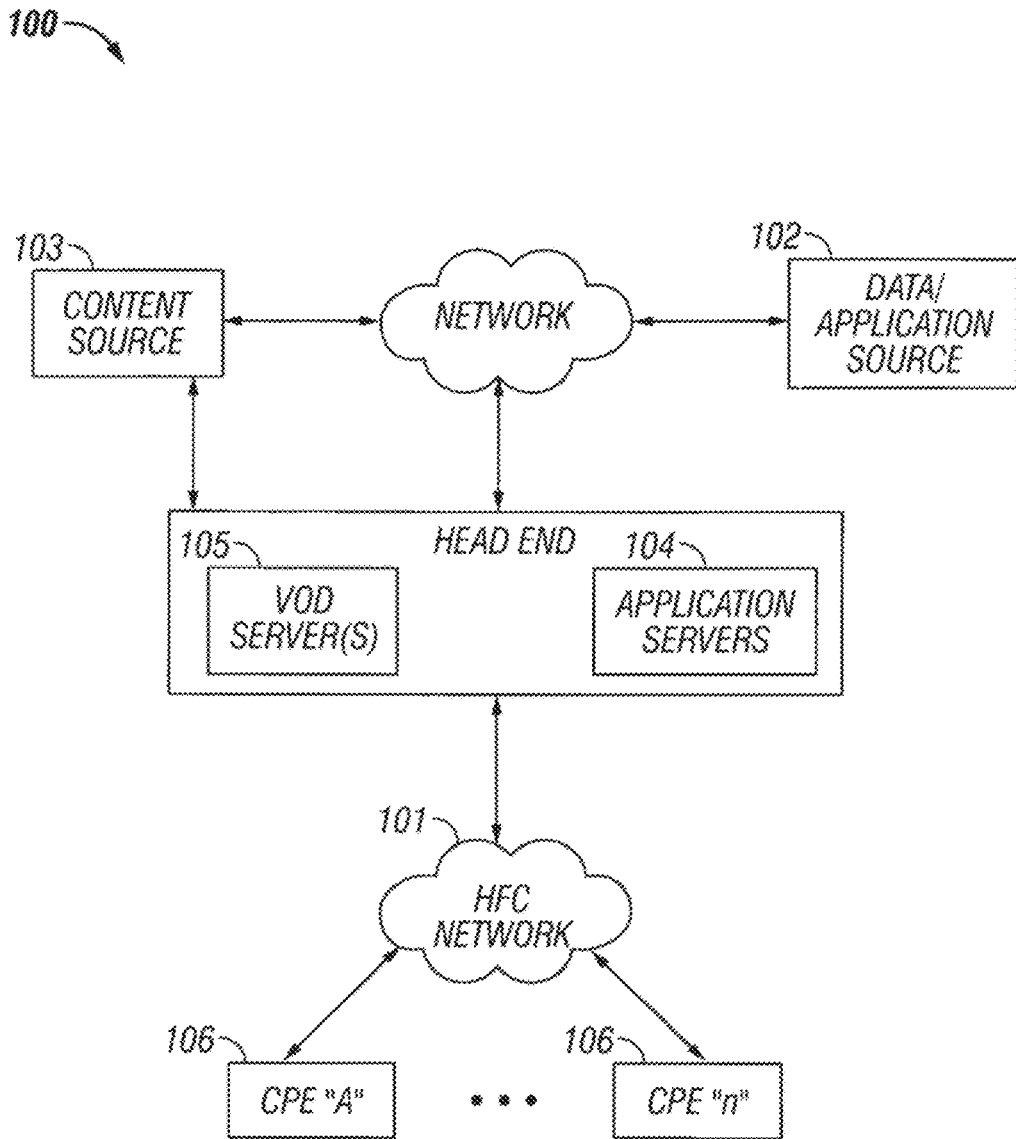 100
103
CONTENT
SOURCE
NETWORK
102
DATA/
APPLICATION
SOURCE
HEAD END
105
VOD
SERVER(S)
104
APPLICATION
SERVERS
101
HFC
NETWORK
106
CPE "A"
• • •
106
CPE "n"